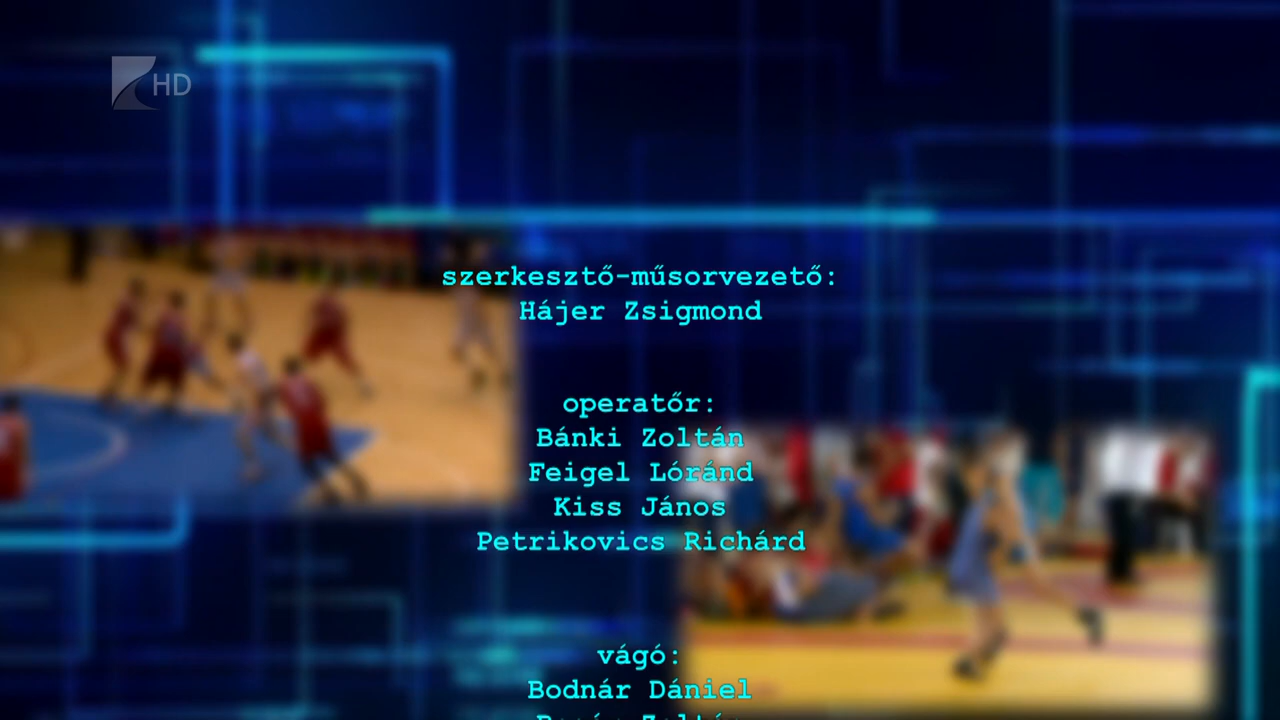 HD
szerkesztő-műsorvezető:
Hájer Zsigmond
operatőr:
Bánki Zoltán
Feigel Lóránd
Kiss János
Petrikovics Richárd
vágó:
Bodnár Dániel